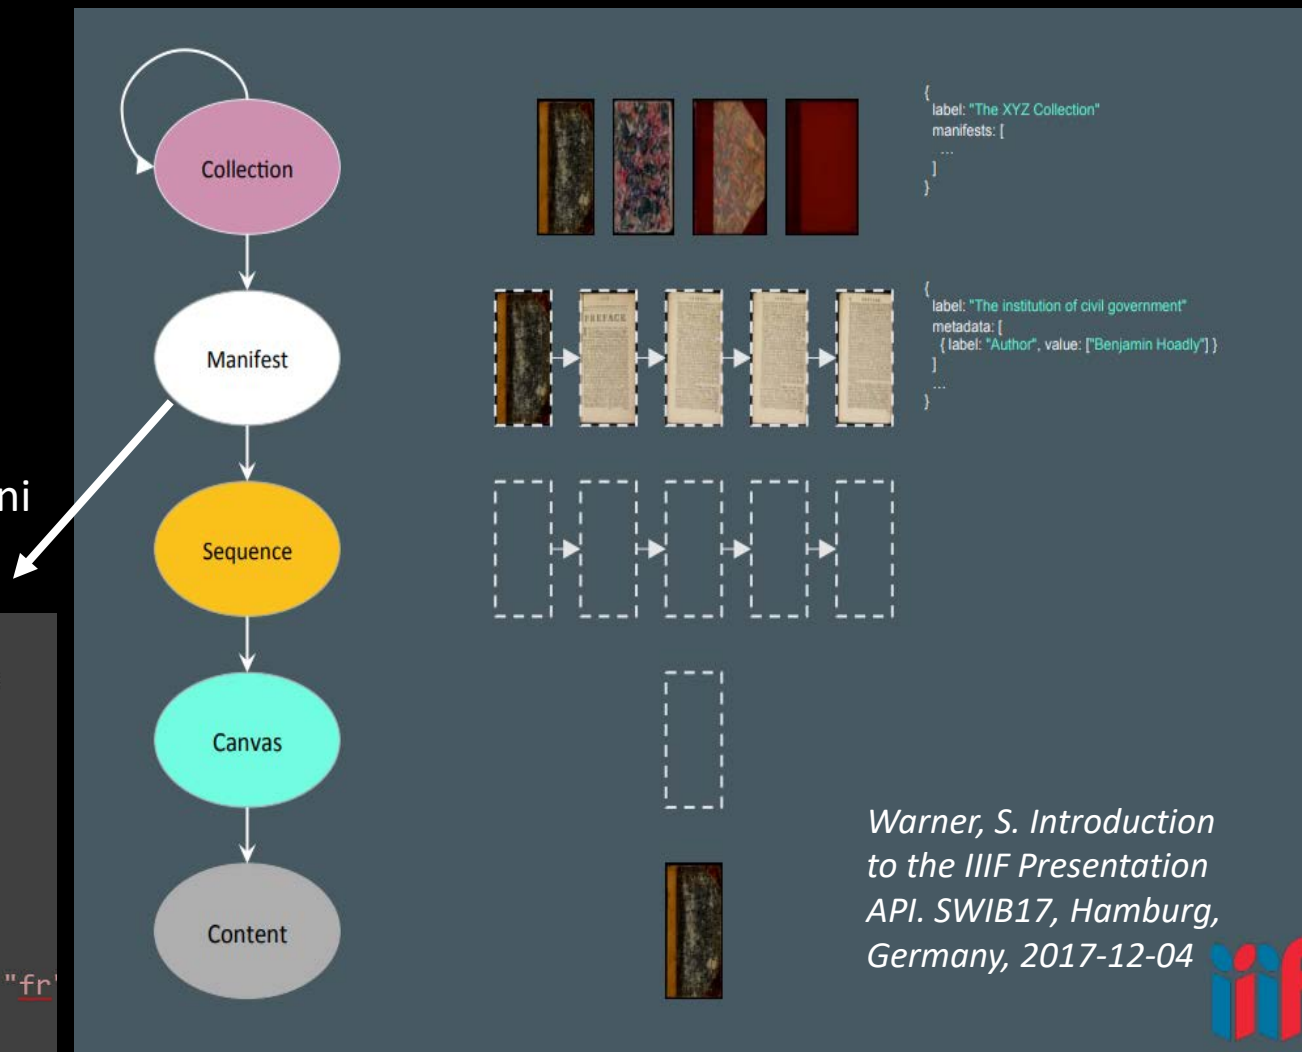 Collection
{
label: "The XYZ Collection"
manifests: [
...
]
}
Manifest
PREFACE
{
label: "The institution of civil government"
metadata: [
{ label: "Author", value: ["Benjamin Hoadly"] }
]
...
}
ni
Sequence
Canvas
Warner, S. Introduction
to the IIIF Presentation
API. SWIB17, Hamburg,
Germany, 2017-12-04
Content
"fr"
iiif